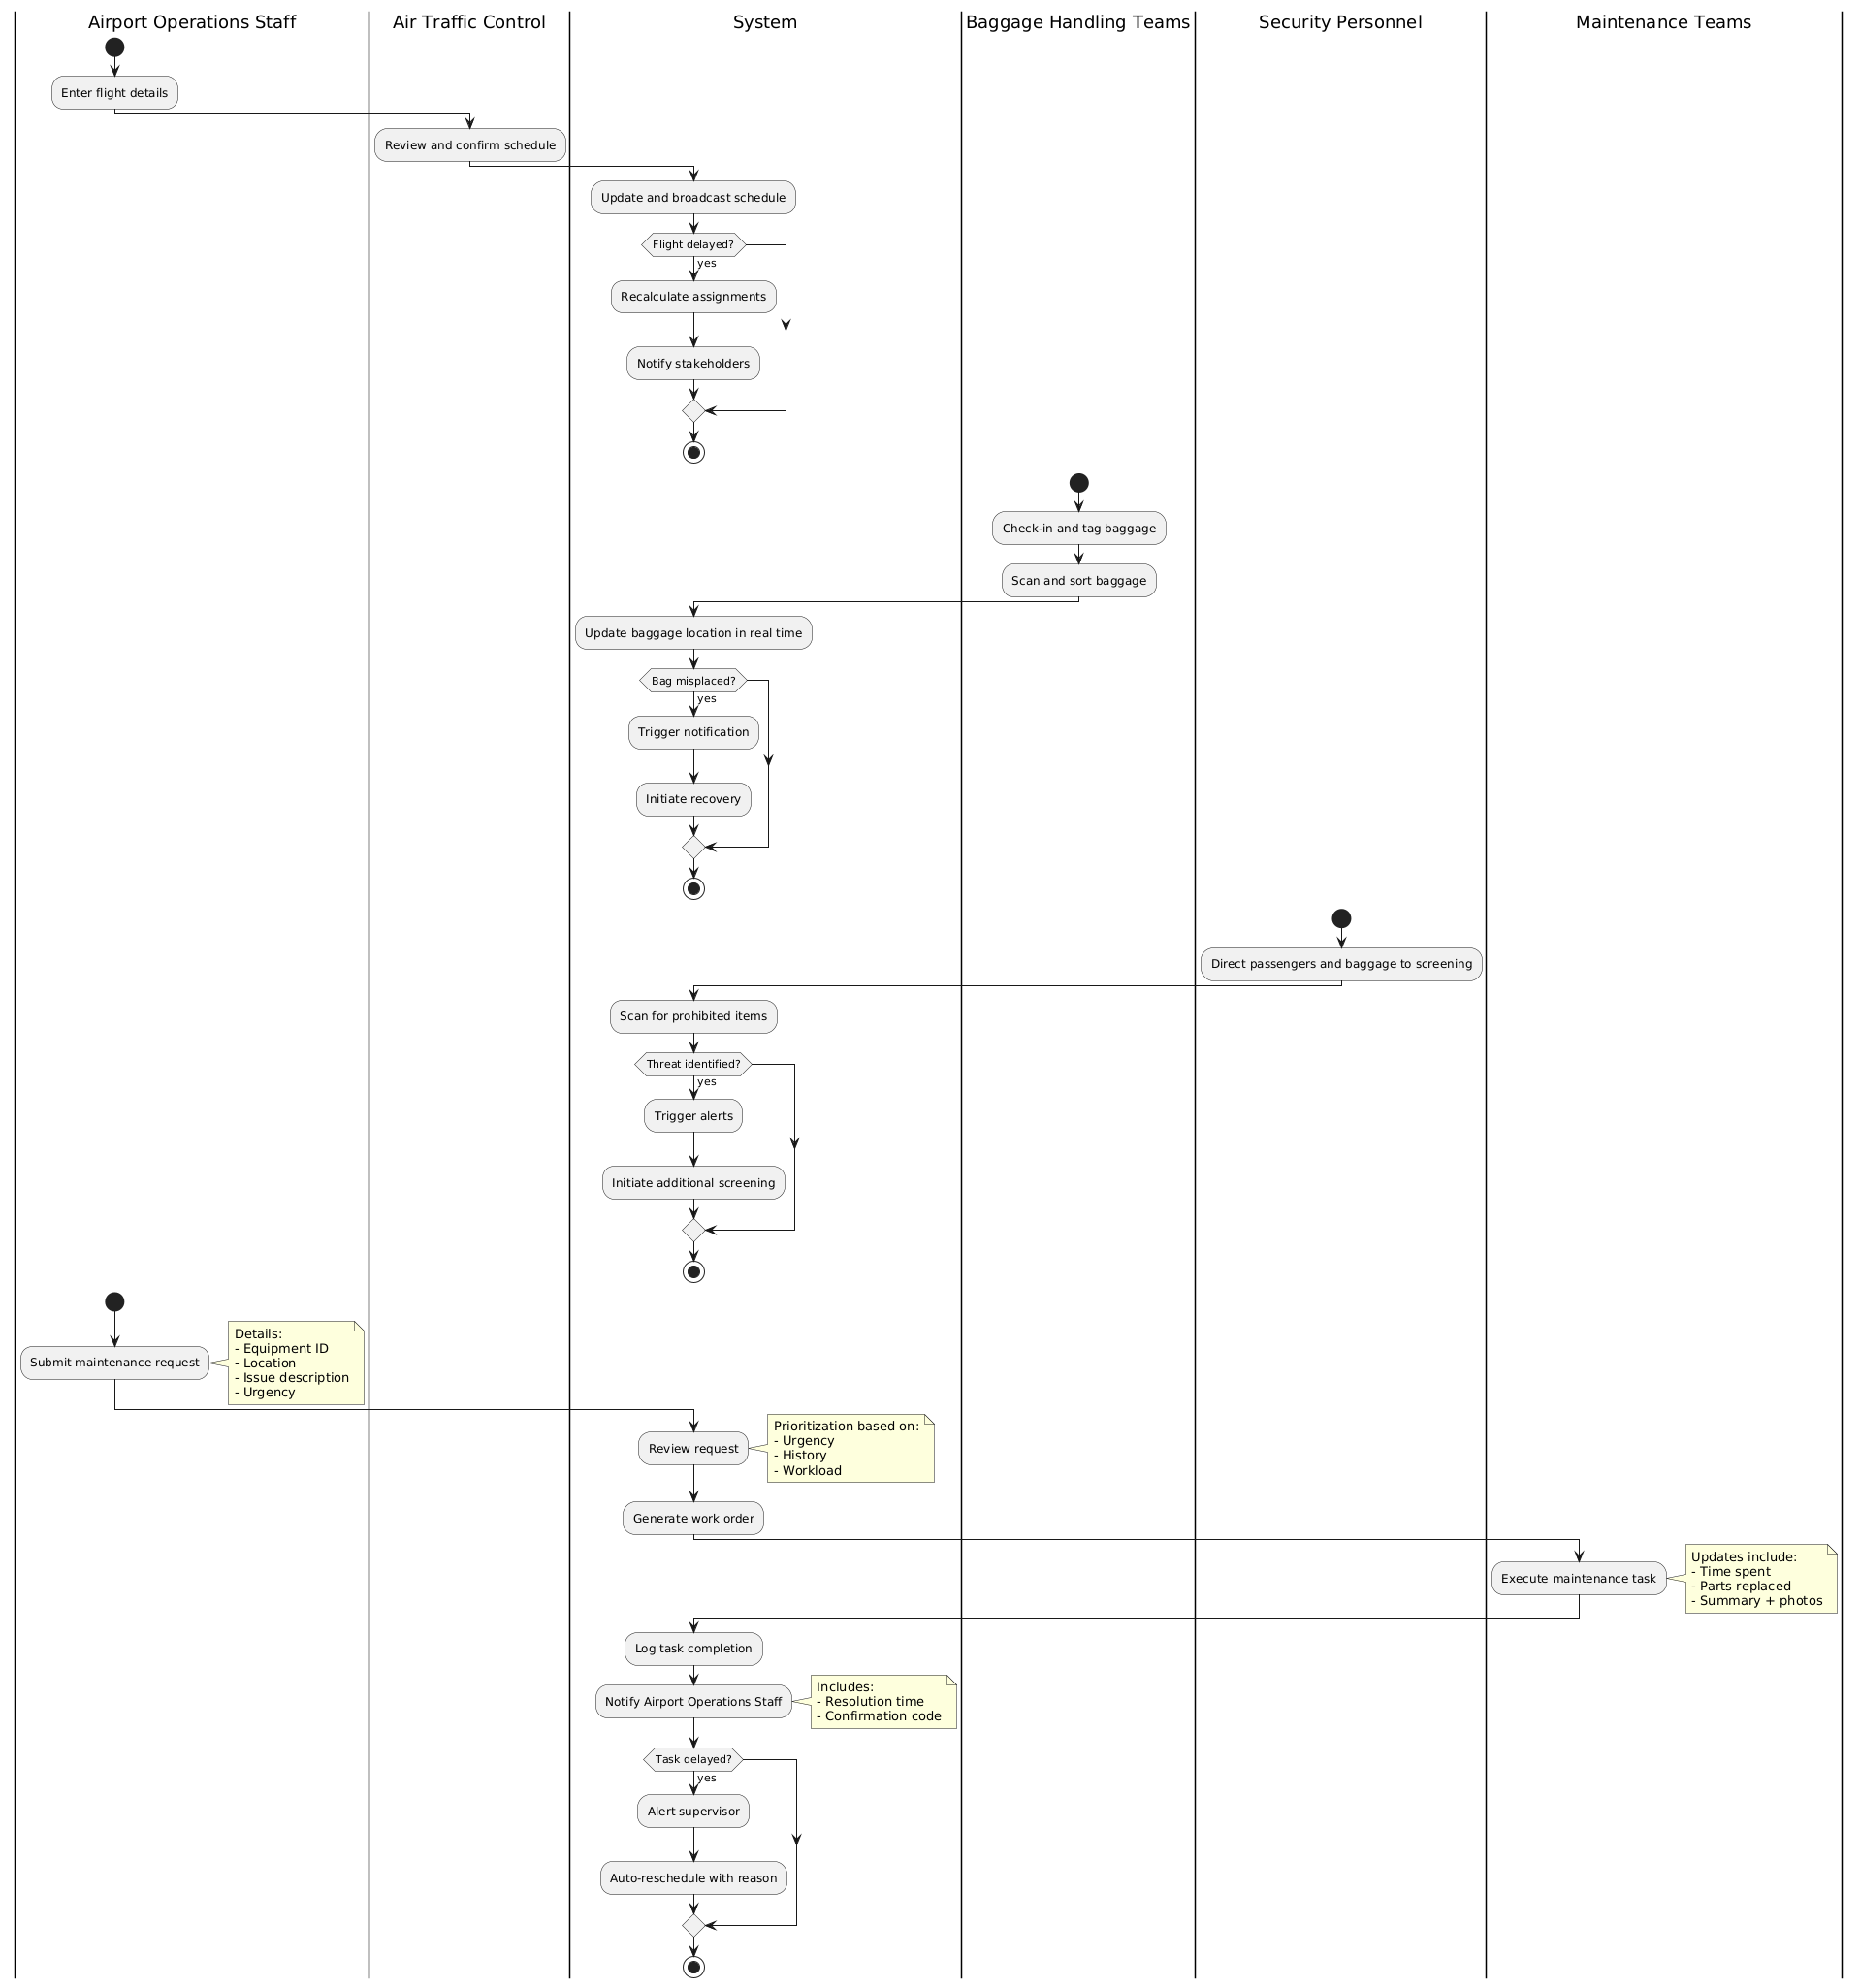 Airport Operations Staff
Air Traffic Control
System
Baggage Handling Teams
Security Personnel
Maintenance Teams
Enter flight details
Review and confirm schedule
Update and broadcast schedule
Flight delayed?
yes
Recalculate assignments
Notify stakeholders
Check-in and tag baggage
Scan and sort baggage
Update baggage location in real time
Bag misplaced?
yes
Trigger notification
Initiate recovery
Direct passengers and baggage to screening
Scan for prohibited items
Threat identified?
yes
Trigger alerts
Initiate additional screening
Submit maintenance request
Details:
- Equipment ID
- Location
- Issue description
- Urgency
Review request
Prioritization based on:
- Urgency
- History
- Workload
Generate work order
Execute maintenance task
Updates include:
- Time spent
- Parts replaced
- Summary + photos
Log task completion
Notify Airport Operations Staff
Includes:
- Resolution time
- Confirmation code
Task delayed?
yes
Alert supervisor
Auto-reschedule with reason